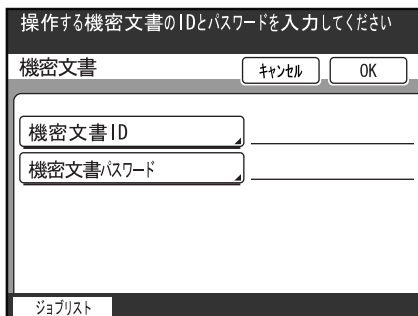 操作する機密文書のIDとパスワードを入力してください
機密文書 キャンセル OK
機密文書ID
機密文書パスワード
ジョブリスト